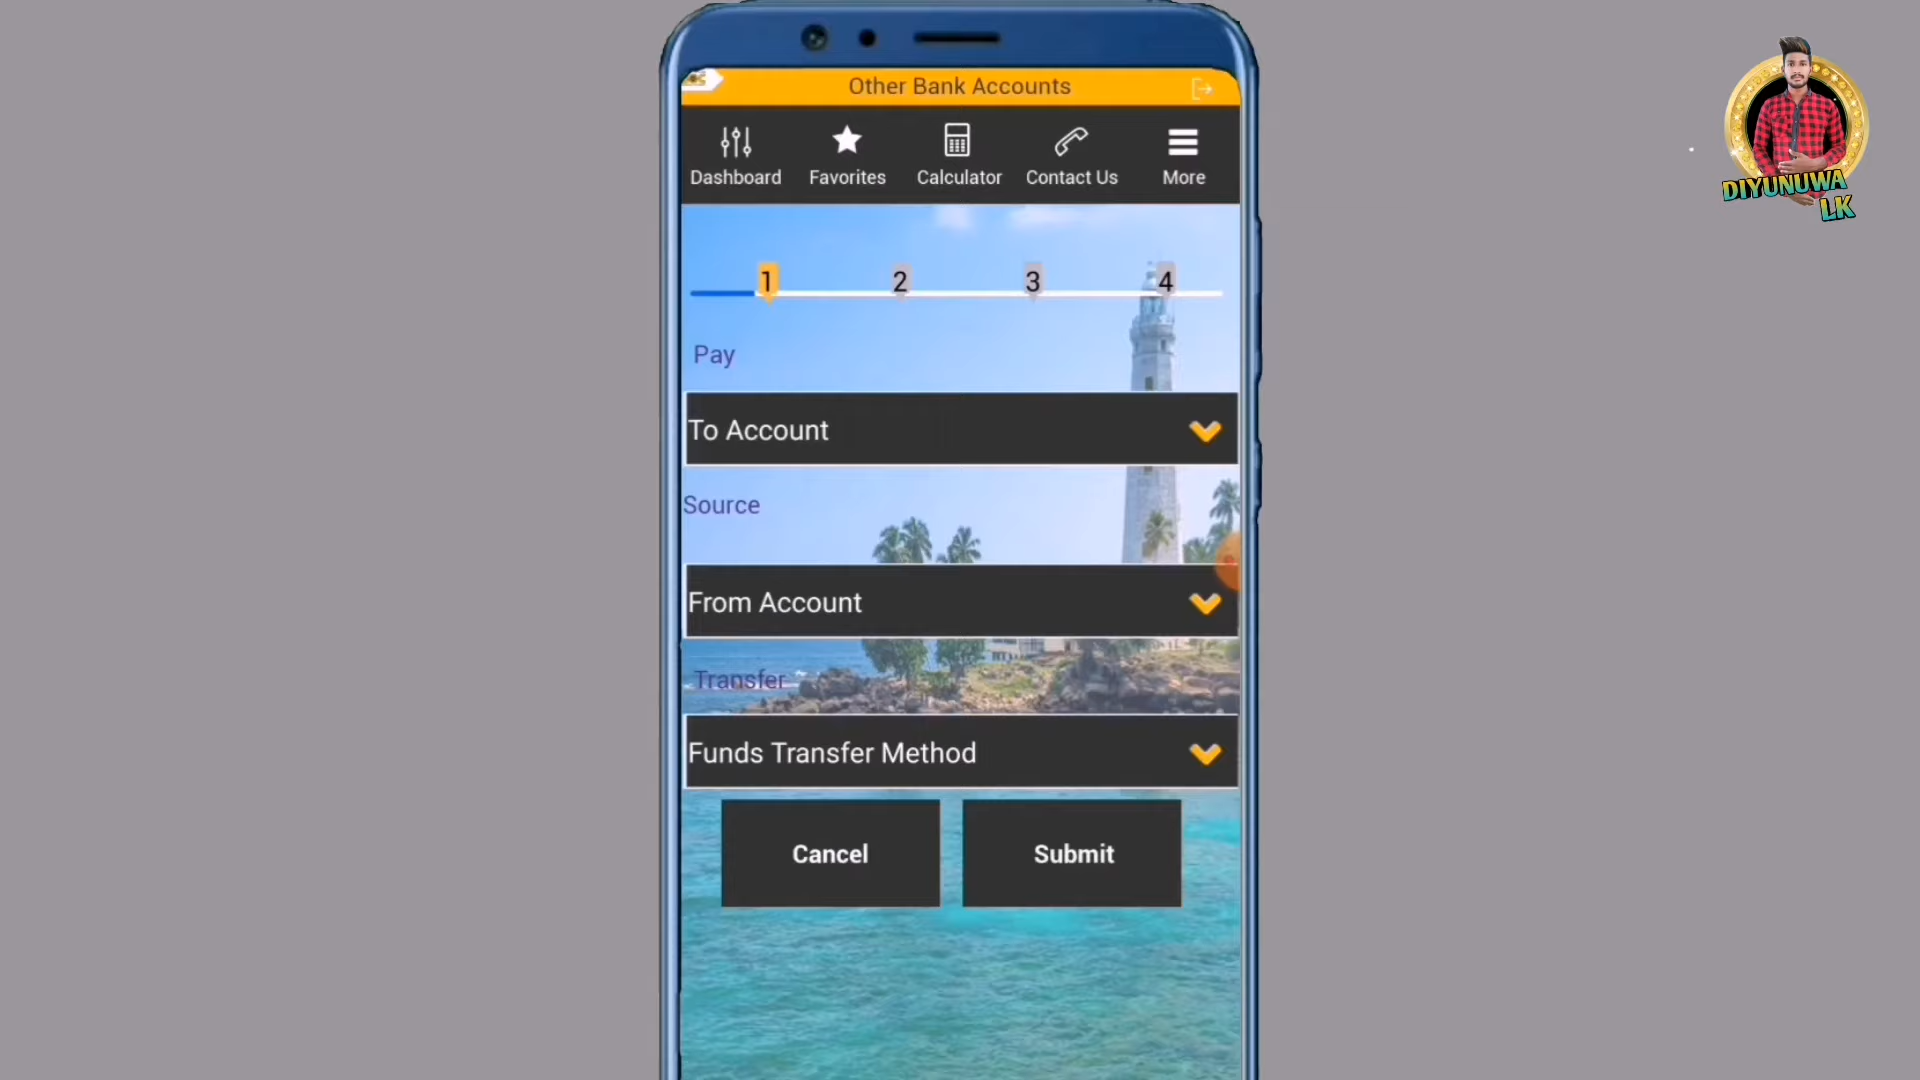 Other Bank Accounts
Dashboard
Favorites
Calculator
Contact Us
More
1
2
3
4
Pay
To Account
Source
From Account
Transfer
Funds Transfer Method
Cancel
Submit
DIYUNUWA
LK